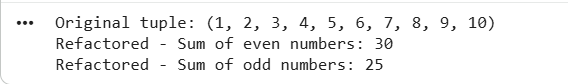 Original tuple: (1, 2, 3, 4, 5, 6, 7, 8, 9, 10)
Refactored - Sum of even numbers: 30
Refactored - Sum of odd numbers: 25